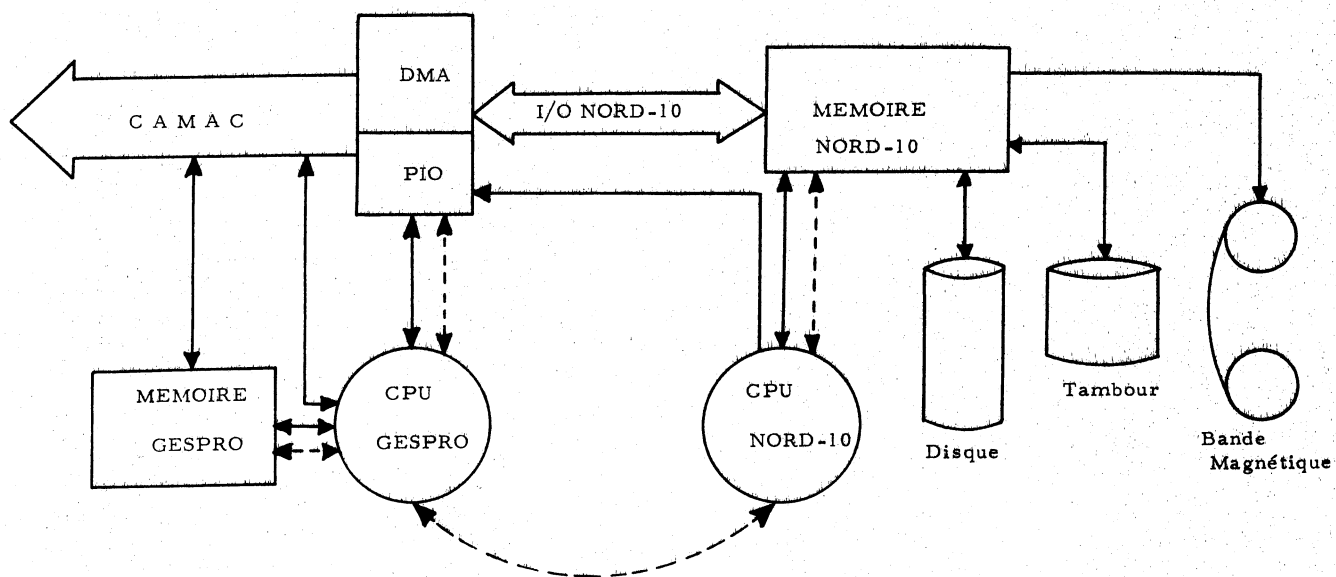 DMA
C A M A C
I/O NORD-10
MEMOIRE
NORD-10
PIO
MEMOIRE
GESPRO
CPU
GESPRO
CPU
NORD-10
Disque
Tambour
Bande
Magnétique